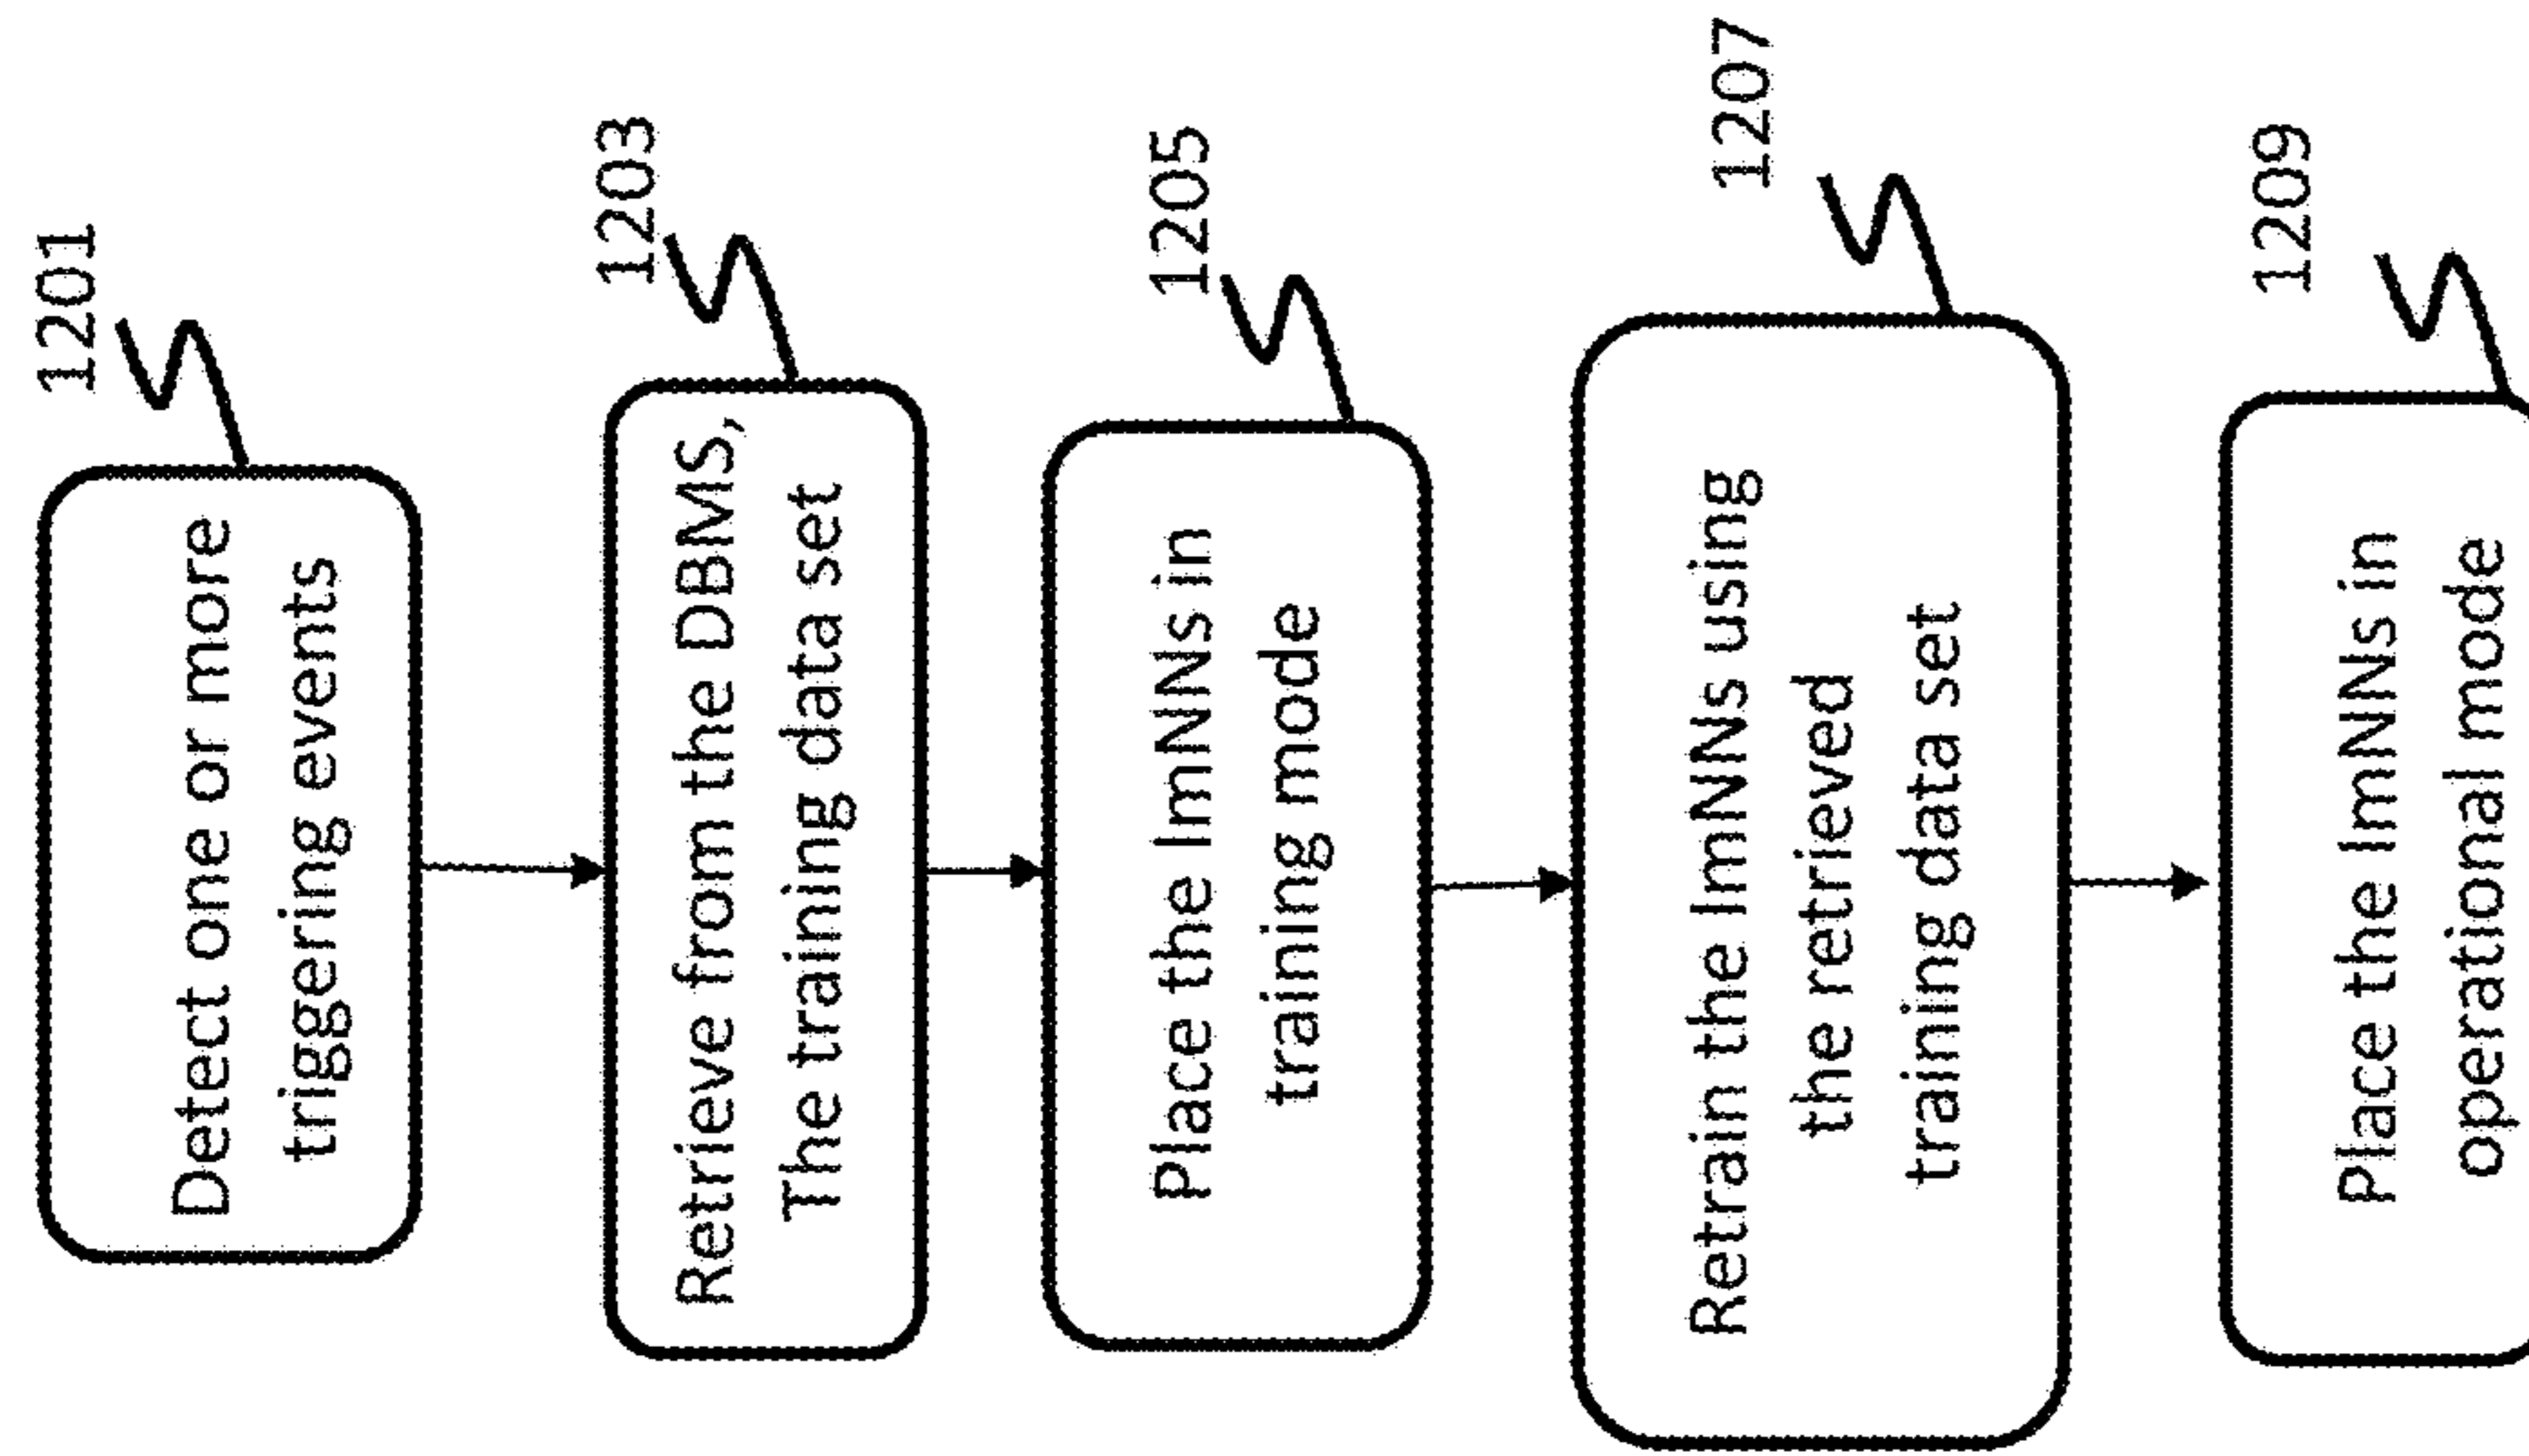 1201
Detect one or more
triggering events
1203
Retrieve from the DBMS,
The training data set
1205
Place the ImNNs in
training mode
1207
Retrain the ImNNs using
the retrieved
training data set
1209
Place the ImNNs in
operational mode